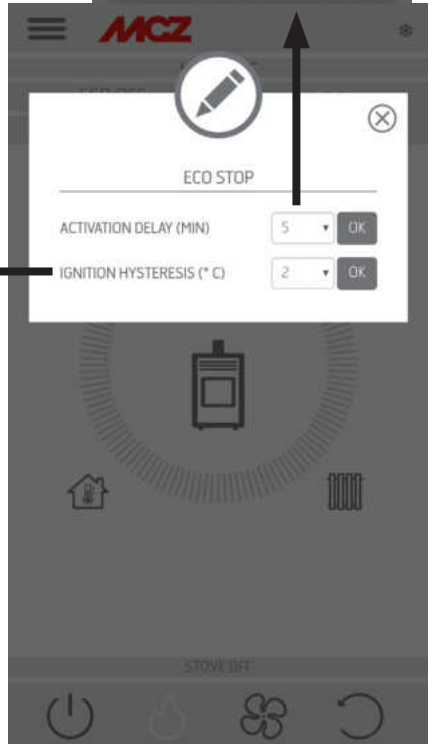 MCZ
ECO STOP
ACTIVATION DELAY (MIN) 5 OK
IGNITION HYSTERESIS (° C) 2 OK
STOVE OFF